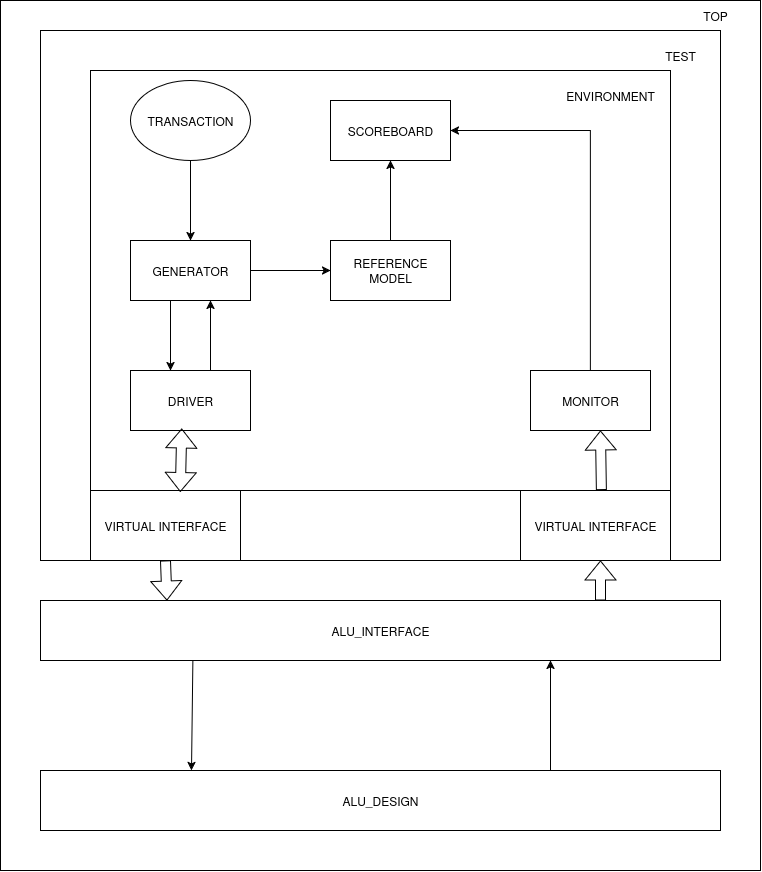 TOP
TEST
ENVIRONMENT
TRANSACTION
SCOREBOARD
GENERATOR
REFERENCE
MODEL
DRIVER
MONITOR
VIRTUAL INTERFACE
VIRTUAL INTERFACE
ALU_INTERFACE
ALU_DESIGN